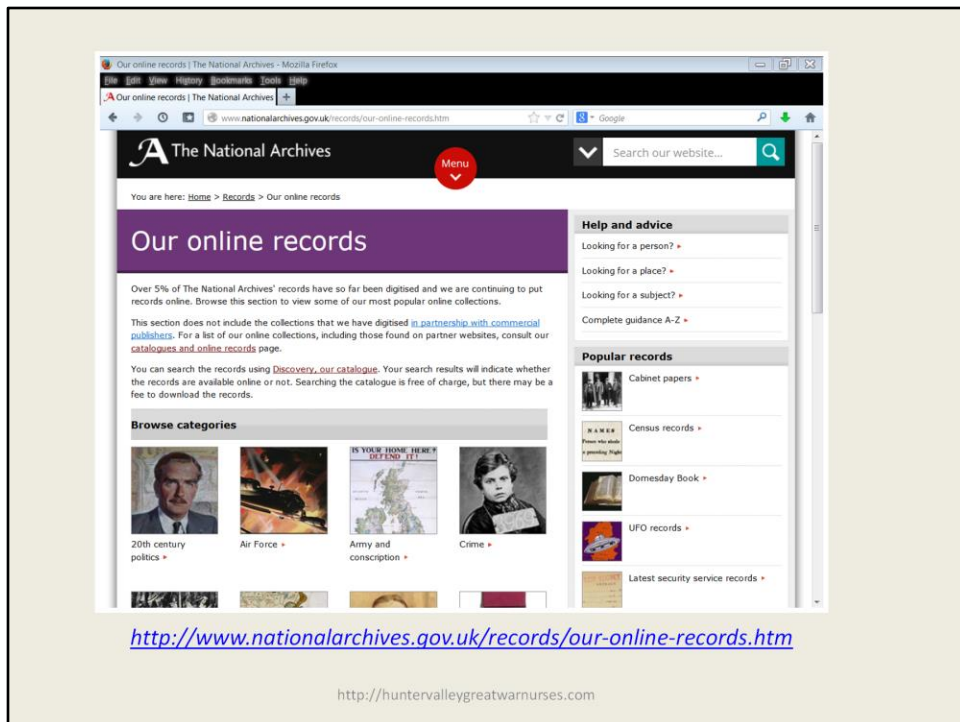 Our online records | The National Archives - Mozilla Firefox
File Edit View History Bookmarks Tools Help
Our online records | The National Archives +
www.nationalarchives.gov.uk/records/our-online-records.htm
Google
The National Archives
Menu
Search our website...
You are here: Home > Records > Our online records
Our online records
Over 5% of The National Archives' records have so far been digitised and we are continuing to put
records online. Browse this section to view some of our most popular online collections.
This section does not include the collections that we have digitised in partnership with commercial
publishers. For a list of our online collections, including those found on partner websites, consult our
catalogues and online records page.
You can search the records using Discovery, our catalogue. Your search results will indicate whether
the records are available online or not. Searching the catalogue is free of charge, but there may be a
fee to download the records.
Browse categories
IS YOUR HOME HERE?
DEFEND IT!
20th century
politics
Air Force
Army and
conscription
Crime
Help and advice
Looking for a person?
Looking for a place?
Looking for a subject?
Complete guidance A-Z
Popular records
Cabinet papers
NAMES
Census records
Domesday Book
UFO records
Latest security service records
http://www.nationalarchives.gov.uk/records/our-online-records.htm
http://huntervalleygreatwarnurses.com